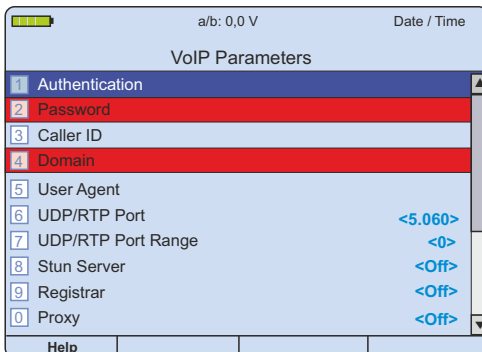 a/b: 0,0 V Date / Time
VoIP Parameters
1 Authentication
2 Password
3 Caller ID
4 Domain
5 User Agent
6 UDP/RTP Port <5.060>
7 UDP/RTP Port Range <0>
8 Stun Server <Off>
9 Registrar <Off>
0 Proxy <Off>
Help